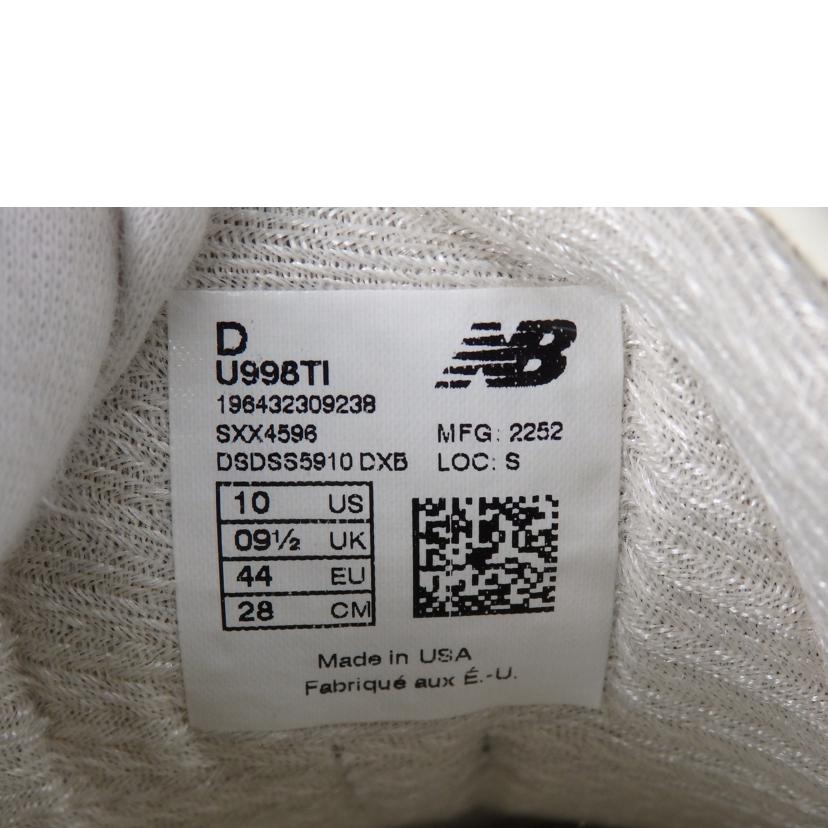 D
NB
U998TI
196432309238
SXX4596 MFG: 2252
DSDSS5910 DXB LOC: S
10 US
09½ UK
44 EU
28 CM
Made in USA
Fabriqué aux É.-U.